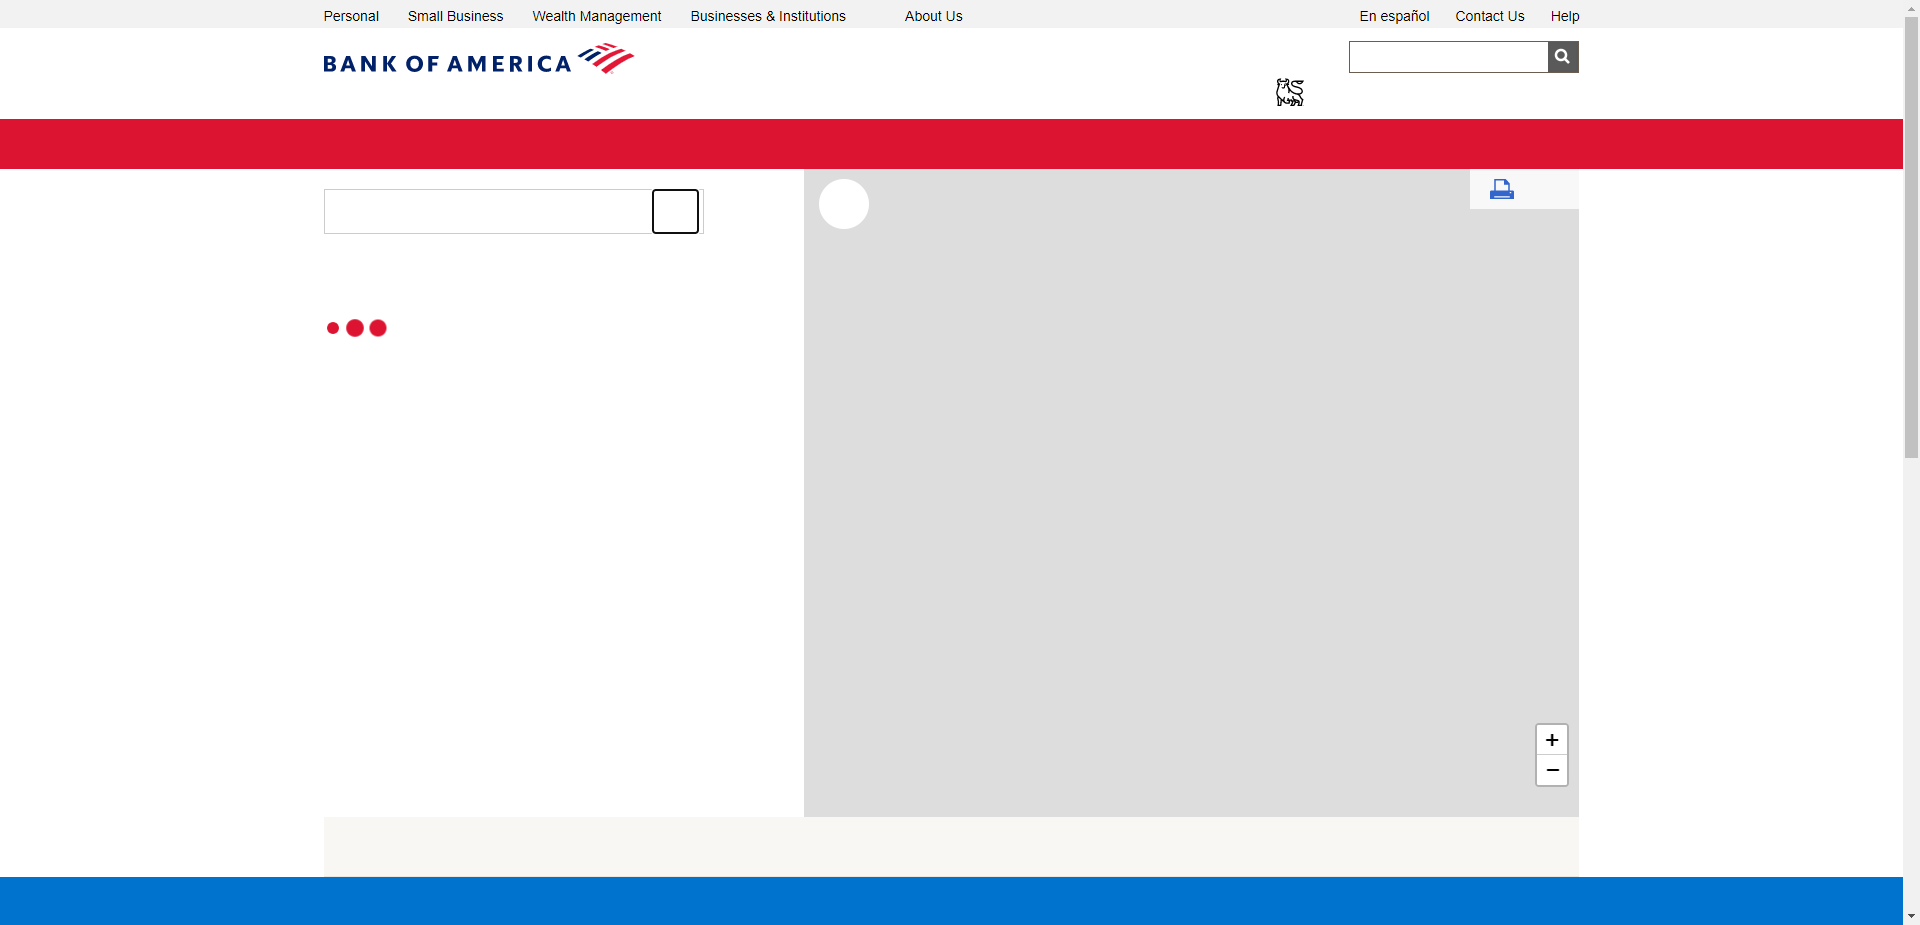 Personal Small Business Wealth Management Businesses & Institutions About Us En español Contact Us Help
BANK OF AMERICA
+
−